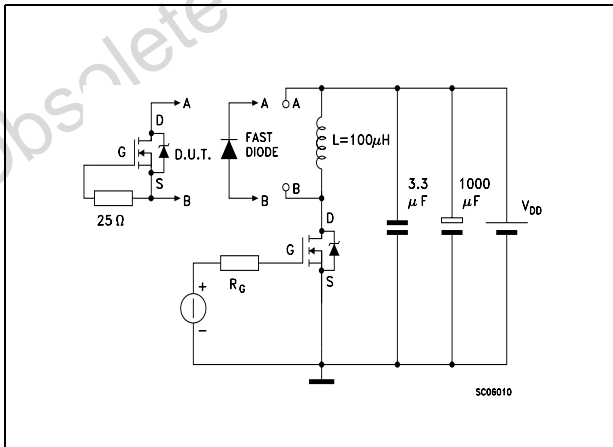 obsolete
A
D
G
D.U.T.
S
B
25 Ω
A
FAST
DIODE
B
A
L=100μH
B
D
G
S
RG
+
-
3.3
μF
1000
μF
VDD
SC06010